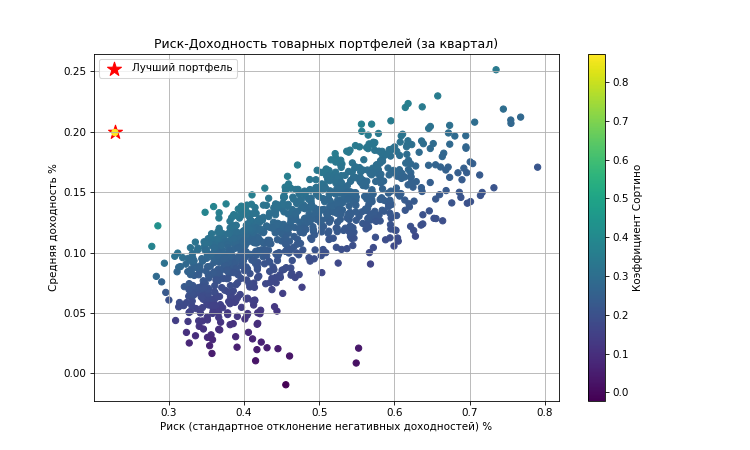 Риск-Доходность товарных портфелей (за квартал)
Лучший портфель
Средняя доходность %
0.25
0.20
0.15
0.10
0.05
0.00
0.3 0.4 0.5 0.6 0.7 0.8
Риск (стандартное отклонение негативных доходностей) %
0.8
0.7
0.6
0.5
0.4
0.3
0.2
0.1
0.0
Коэффициент Сортино